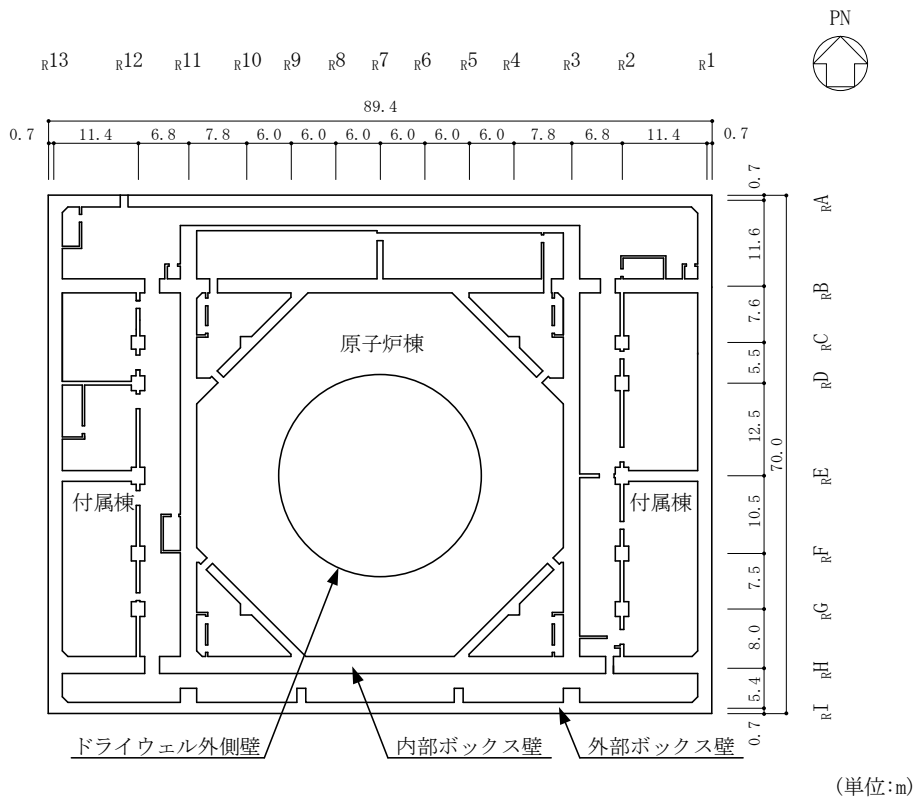 PN
R13 R12 R11 R10 R9 R8 R7 R6 R5 R4 R3 R2 R1
89.4
0.7 11.4 6.8 7.8 6.0 6.0 6.0 6.0 6.0 6.0 7.8 6.8 11.4 0.7
0.7
RA
11.6
RB
7.6
原子炉棟
RC
5.5
RD
12.5
70.0
RE
付属棟 付属棟
10.5
RF
7.5
RG
8.0
RH
5.4
RI
0.7
ドライウェル外側壁 内部ボックス壁 外部ボックス壁
(単位:m)